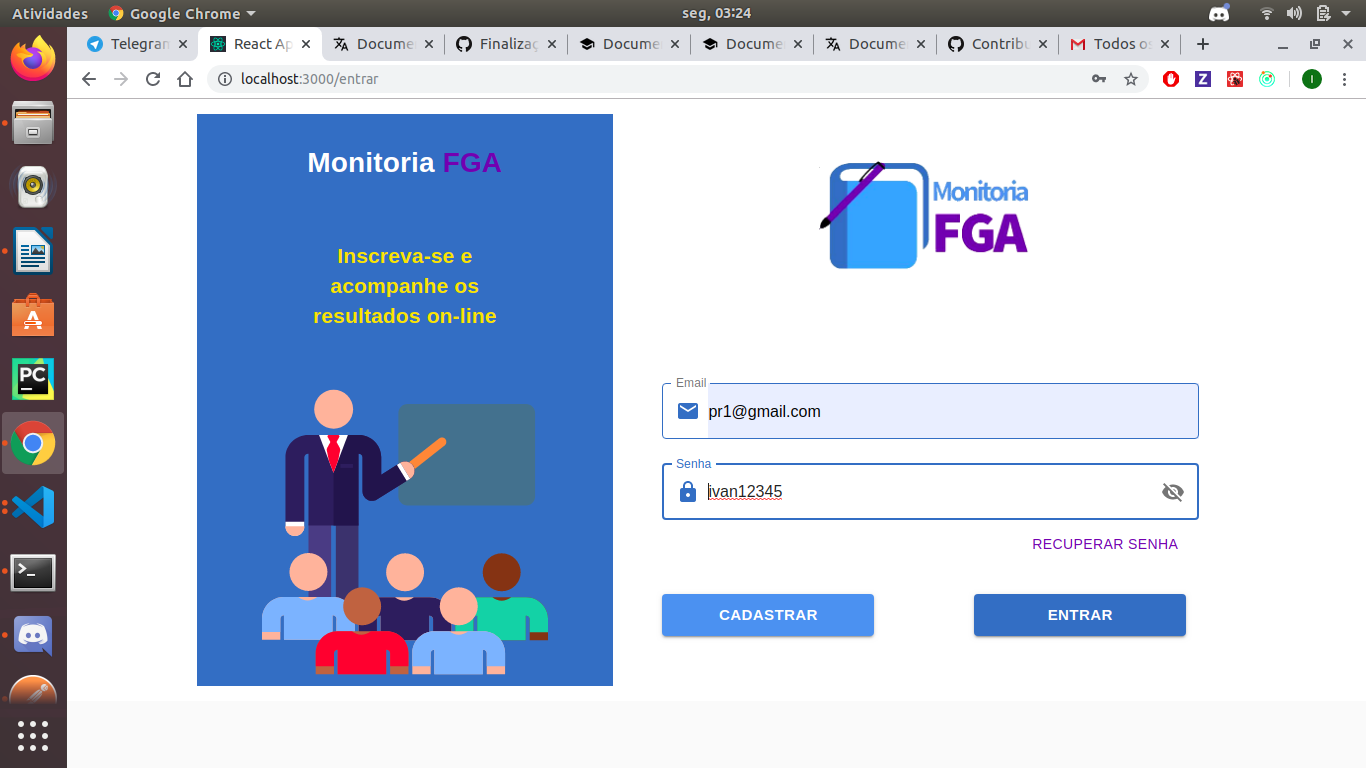 Atividades
Google Chrome
seg, 03:24
Telegran
React Ap
Docume
Finalizaç
Docume
Docume
Docume
Contribu
Todos os
localhost:3000/entrar
Z
I
Monitoria FGA
Inscreva-se e
acompanhe os
resultados on-line
Monitoria
FGA
Email
pr1@gmail.com
Senha
ivan12345
RECUPERAR SENHA
CADASTRAR
ENTRAR
PC